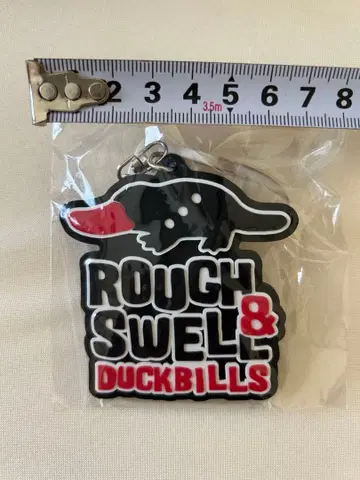 2 3 4 5 6 7 8
3.5m
ROUGH
& SWELL
DUCKBILLS